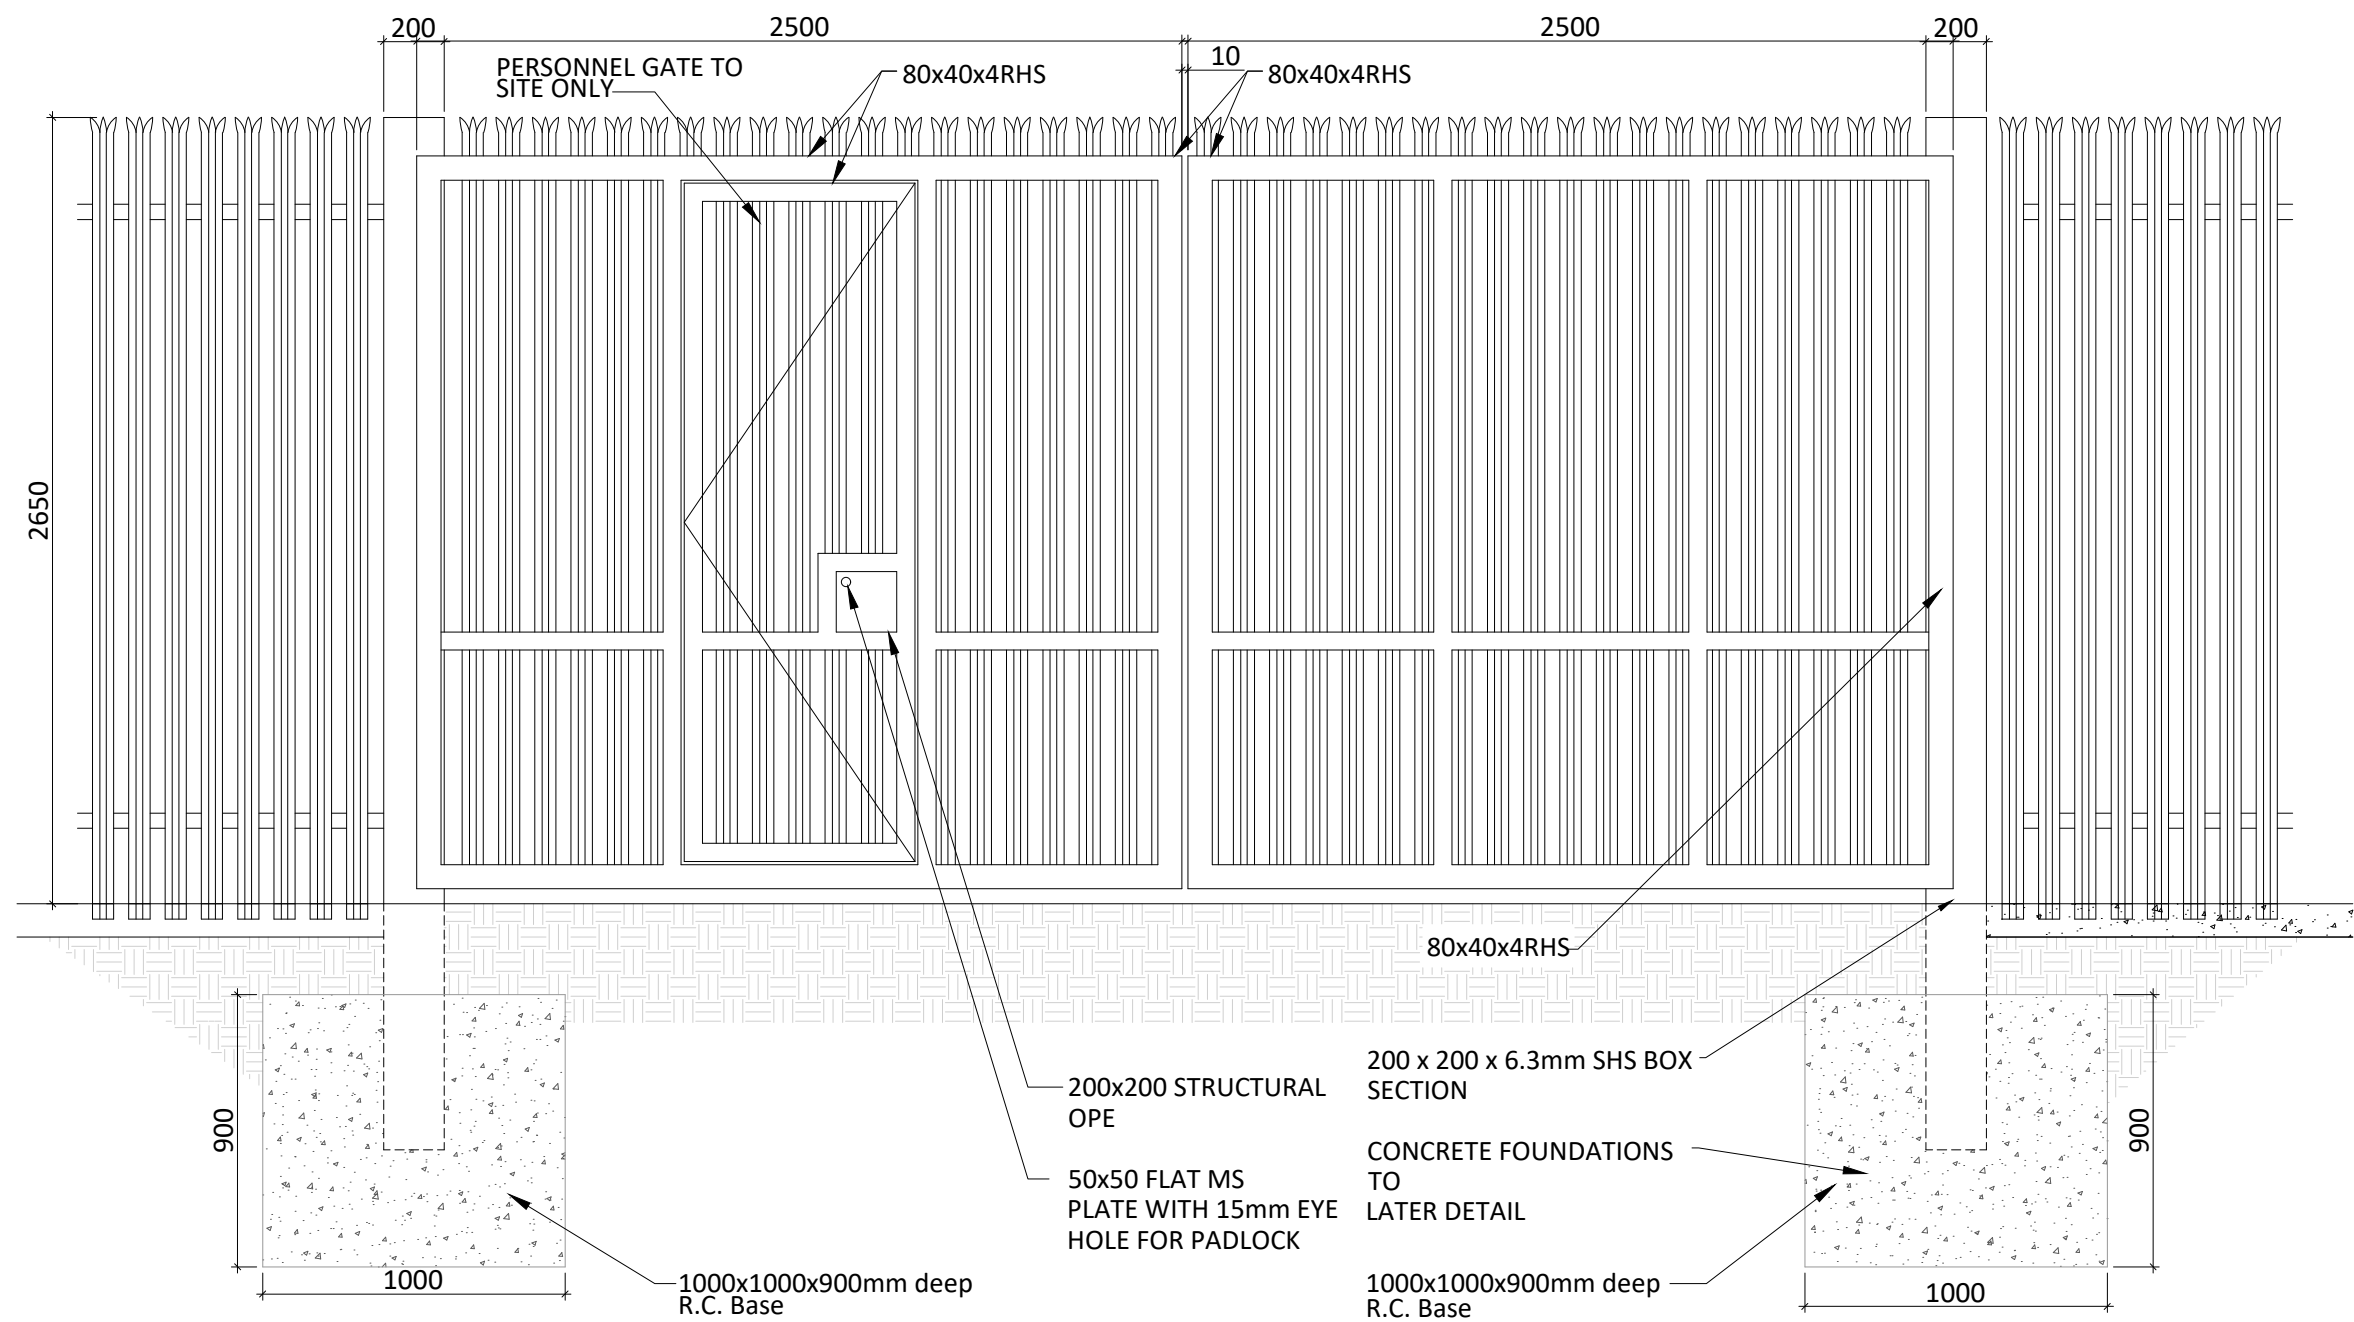 200
2500
2500
200
10
PERSONNEL GATE TO
SITE ONLY
80x40x4RHS
80x40x4RHS
2650
80x40x4RHS
200 x 200 x 6.3mm SHS BOX
SECTION
200x200 STRUCTURAL
OPE
900
900
CONCRETE FOUNDATIONS
TO
LATER DETAIL
50x50 FLAT MS
PLATE WITH 15mm EYE
HOLE FOR PADLOCK
1000
1000x1000x900mm deep
R.C. Base
1000x1000x900mm deep
R.C. Base
1000